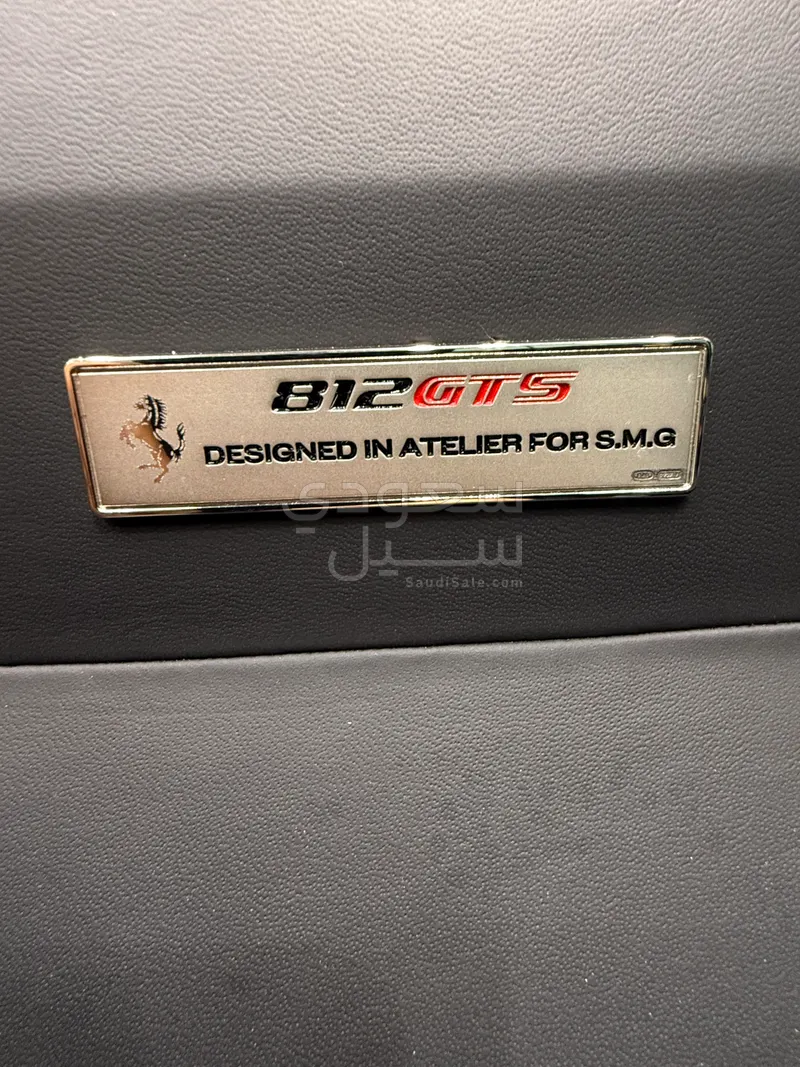 812GTS
DESIGNED IN ATELIER FOR S.M.G
سعودي
سيل
SaudiSale.com